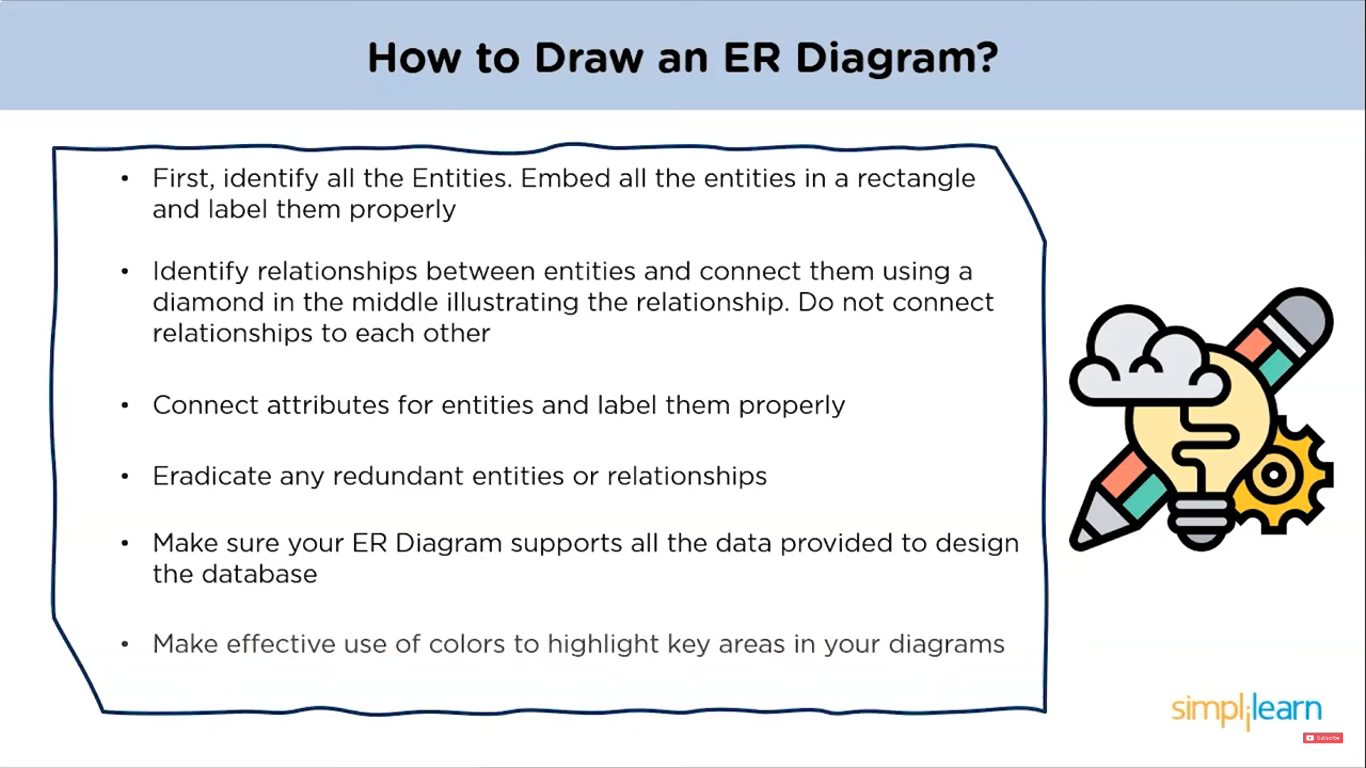 How to Draw an ER Diagram?
• First, identify all the Entities. Embed all the entities in a rectangle
and label them properly
• Identify relationships between entities and connect them using a
diamond in the middle illustrating the relationship. Do not connect
relationships to each other
• Connect attributes for entities and label them properly
• Eradicate any redundant entities or relationships
• Make sure your ER Diagram supports all the data provided to design
the database
• Make effective use of colors to highlight key areas in your diagrams
simplilearn
Subscribe